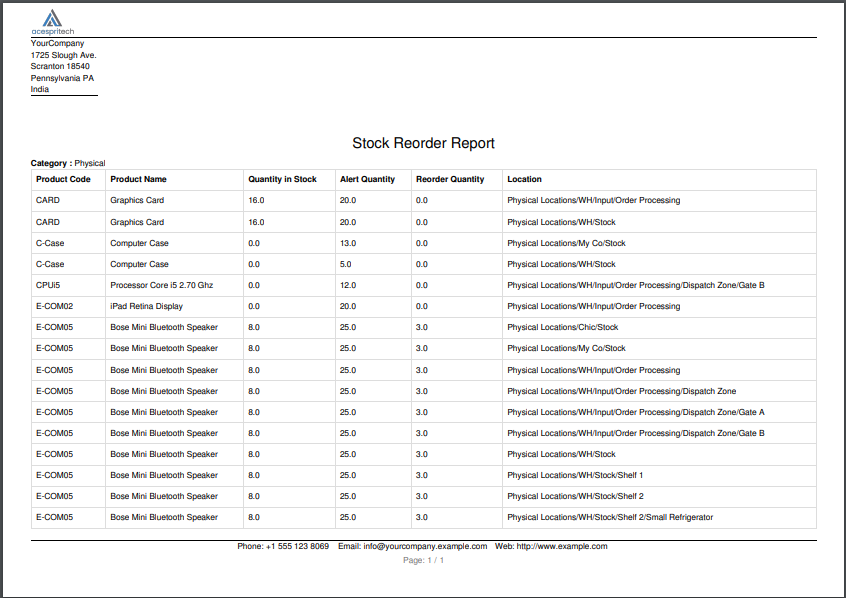 acespritech
YourCompany
1725 Slough Ave.
Scranton 18540
Pennsylvania PA
India
Stock Reorder Report
Category : Physical
Product Code Product Name Quantity in Stock Alert Quantity Reorder Quantity Location
CARD Graphics Card 16.0 20.0 0.0 Physical Locations/WH/Input/Order Processing
CARD Graphics Card 16.0 20.0 0.0 Physical Locations/WH/Stock
C-Case Computer Case 0.0 13.0 0.0 Physical Locations/My Co/Stock
C-Case Computer Case 0.0 5.0 0.0 Physical Locations/WH/Stock
CPUi5 Processor Core i5 2.70 Ghz 0.0 12.0 0.0 Physical Locations/WH/Input/Order Processing/Dispatch Zone/Gate B
E-COM02 iPad Retina Display 0.0 20.0 0.0 Physical Locations/WH/Input/Order Processing
E-COM05 Bose Mini Bluetooth Speaker 8.0 25.0 3.0 Physical Locations/Chic/Stock
E-COM05 Bose Mini Bluetooth Speaker 8.0 25.0 3.0 Physical Locations/My Co/Stock
E-COM05 Bose Mini Bluetooth Speaker 8.0 25.0 3.0 Physical Locations/WH/Input/Order Processing
E-COM05 Bose Mini Bluetooth Speaker 8.0 25.0 3.0 Physical Locations/WH/Input/Order Processing/Dispatch Zone
E-COM05 Bose Mini Bluetooth Speaker 8.0 25.0 3.0 Physical Locations/WH/Input/Order Processing/Dispatch Zone/Gate A
E-COM05 Bose Mini Bluetooth Speaker 8.0 25.0 3.0 Physical Locations/WH/Input/Order Processing/Dispatch Zone/Gate B
E-COM05 Bose Mini Bluetooth Speaker 8.0 25.0 3.0 Physical Locations/WH/Stock
E-COM05 Bose Mini Bluetooth Speaker 8.0 25.0 3.0 Physical Locations/WH/Stock/Shelf 1
E-COM05 Bose Mini Bluetooth Speaker 8.0 25.0 3.0 Physical Locations/WH/Stock/Shelf 2
E-COM05 Bose Mini Bluetooth Speaker 8.0 25.0 3.0 Physical Locations/WH/Stock/Shelf 2/Small Refrigerator
Phone: +1 555 123 8069 Email: info@yourcompany.example.com Web: http://www.example.com
Page: 1 / 1